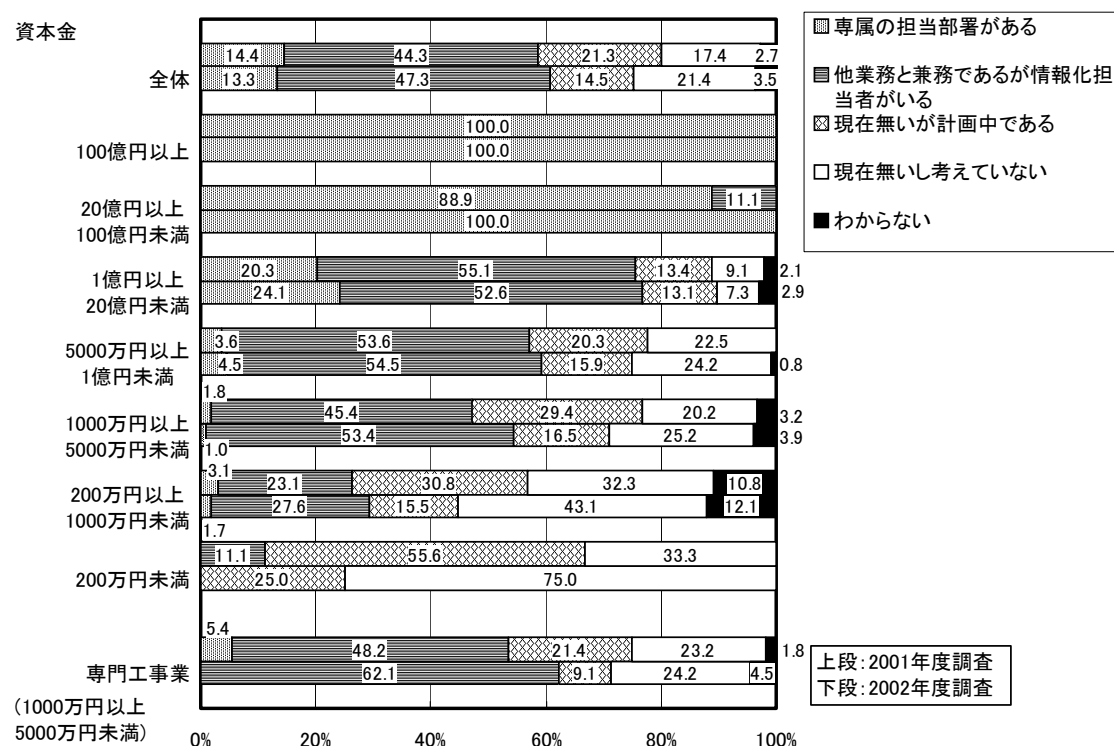 資本金
専属の担当部署がある
他業務と兼務であるが情報化担
当者がいる
現在無いが計画中である
現在無いし考えていない
わからない
全体
14.4 44.3 21.3 17.4 2.7
13.3 47.3 14.5 21.4 3.5
100億円以上
100.0
100.0
20億円以上
100億円未満
88.9 11.1
100.0
1億円以上
20億円未満
20.3 55.1 13.4 9.1 2.1
24.1 52.6 13.1 7.3 2.9
5000万円以上
1億円未満
3.6 53.6 20.3 22.5
4.5 54.5 15.9 24.2 0.8
1000万円以上
5000万円未満
1.8 45.4 29.4 20.2 3.2
1.0 53.4 16.5 25.2 3.9
200万円以上
1000万円未満
3.1 23.1 30.8 32.3 10.8
1.7 27.6 15.5 43.1 12.1
200万円未満
11.1 55.6 33.3
25.0 75.0
専門工事業
(1000万円以上
5000万円未満)
5.4 48.2 21.4 23.2 1.8
62.1 9.1 24.2 4.5
上段:2001年度調査
下段:2002年度調査
0% 20% 40% 60% 80% 100%